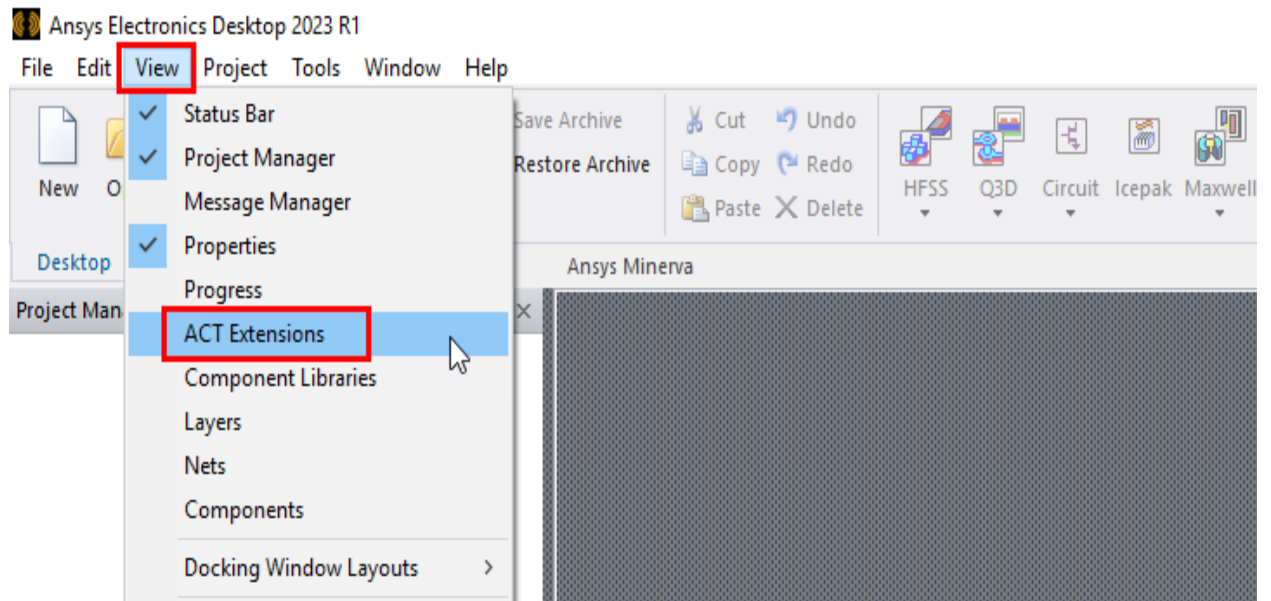 Ansys Electronics Desktop 2023 R1
File Edit View Project Tools Window Help
Status Bar
Project Manager
Message Manager
Properties
Progress
ACT Extensions
Component Libraries
Layers
Nets
Components
Docking Window Layouts
New O
Save Archive
Restore Archive
Cut Undo
Copy Redo
Paste Delete
HFSS Q3D Circuit Icepak Maxwell
Desktop
Ansys Minerva
Project Man